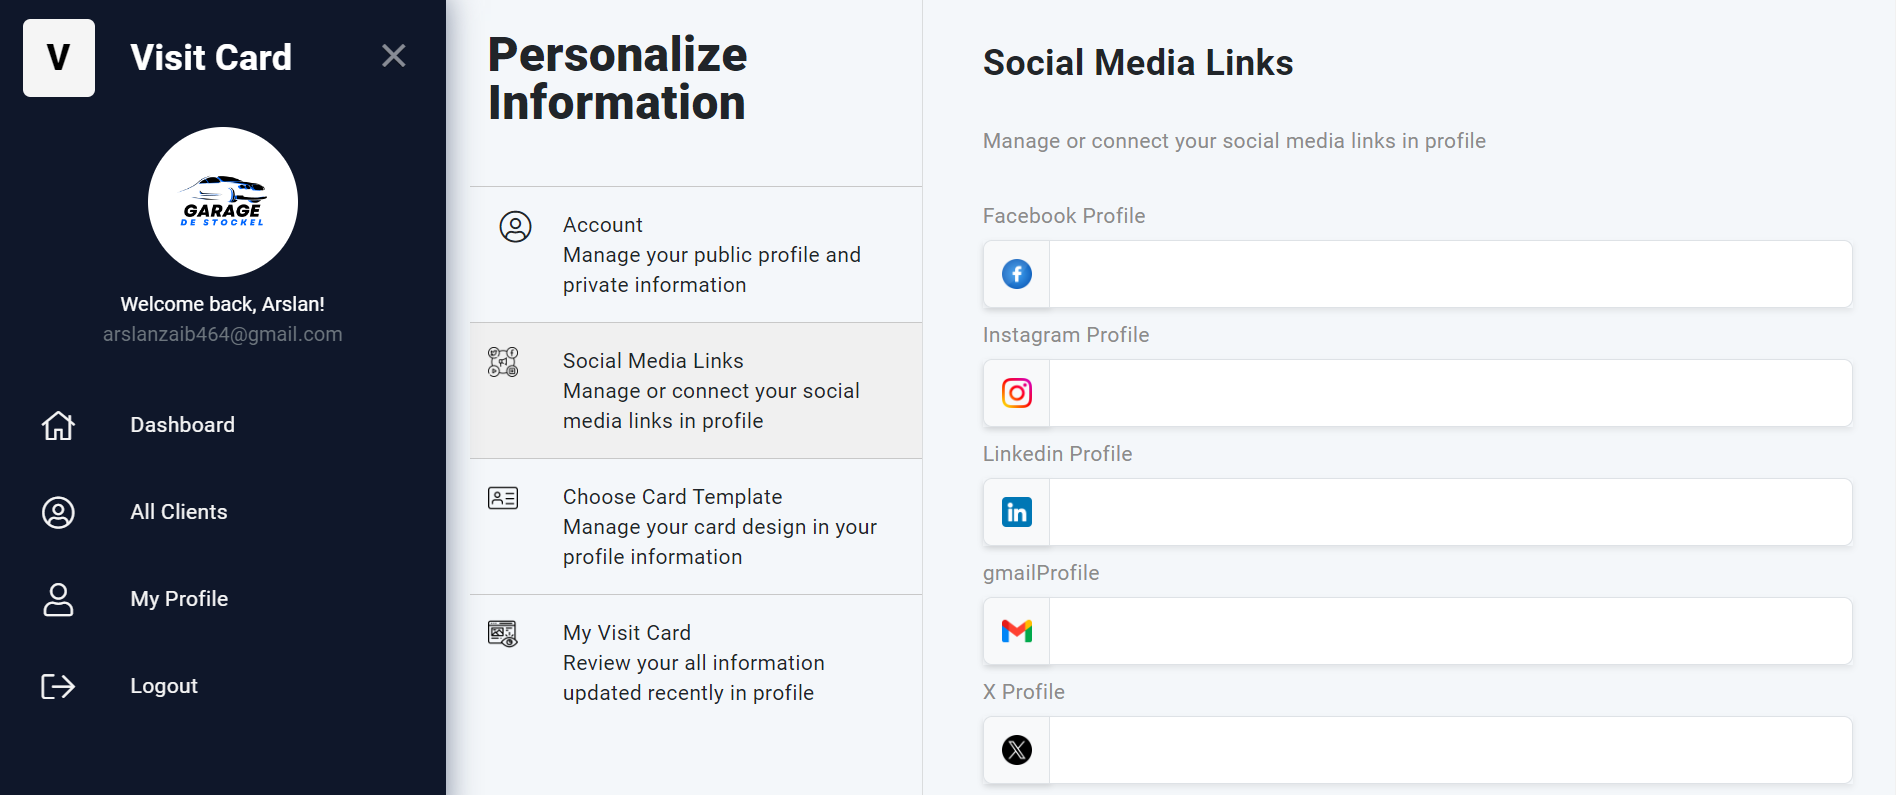 V
Visit Card
GARAGE
DE STOCKEL
Welcome back, Arslan!
arslanzaib464@gmail.com
Dashboard
All Clients
My Profile
Logout
Personalize
Information
Account
Manage your public profile and
private information
Social Media Links
Manage or connect your social
media links in profile
Choose Card Template
Manage your card design in your
profile information
My Visit Card
Review your all information
updated recently in profile
Social Media Links
Manage or connect your social media links in profile
Facebook Profile
Instagram Profile
Linkedin Profile
in
gmailProfile
X Profile